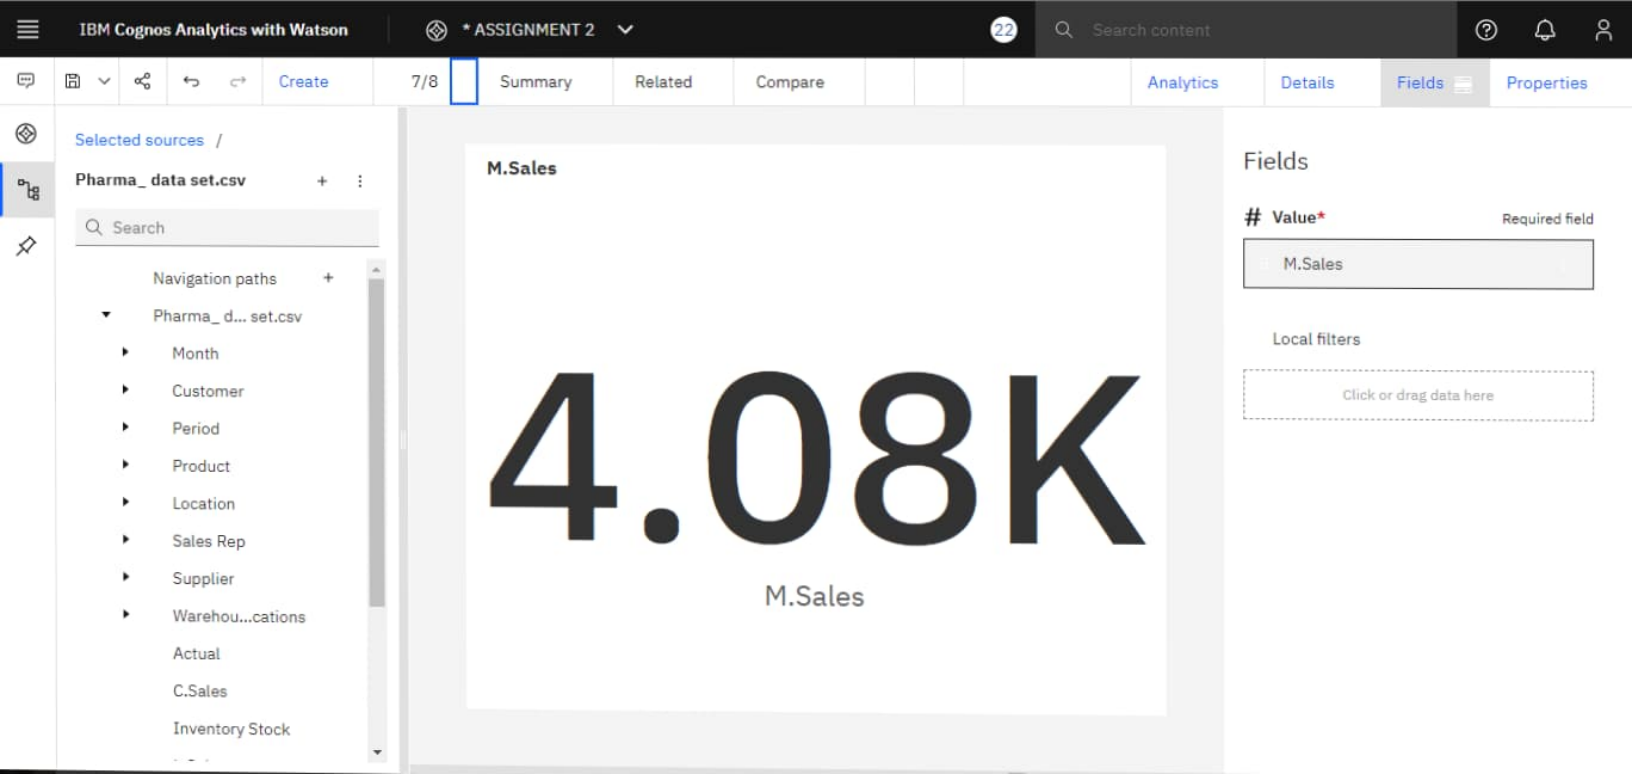 IBM Cognos Analytics with Watson
* ASSIGNMENT 2
22
Search content
Create
7/8
Summary
Related
Compare
Analytics
Details
Fields
Properties
Selected sources /
Pharma_ data set.csv
Search
Navigation paths
Pharma_ d... set.csv
Month
Customer
Period
Product
Location
Sales Rep
Supplier
Warehou...cations
Actual
C.Sales
Inventory Stock
M.Sales
4.08K
M.Sales
Fields
# Value*
Required field
M.Sales
Local filters
Click or drag data here